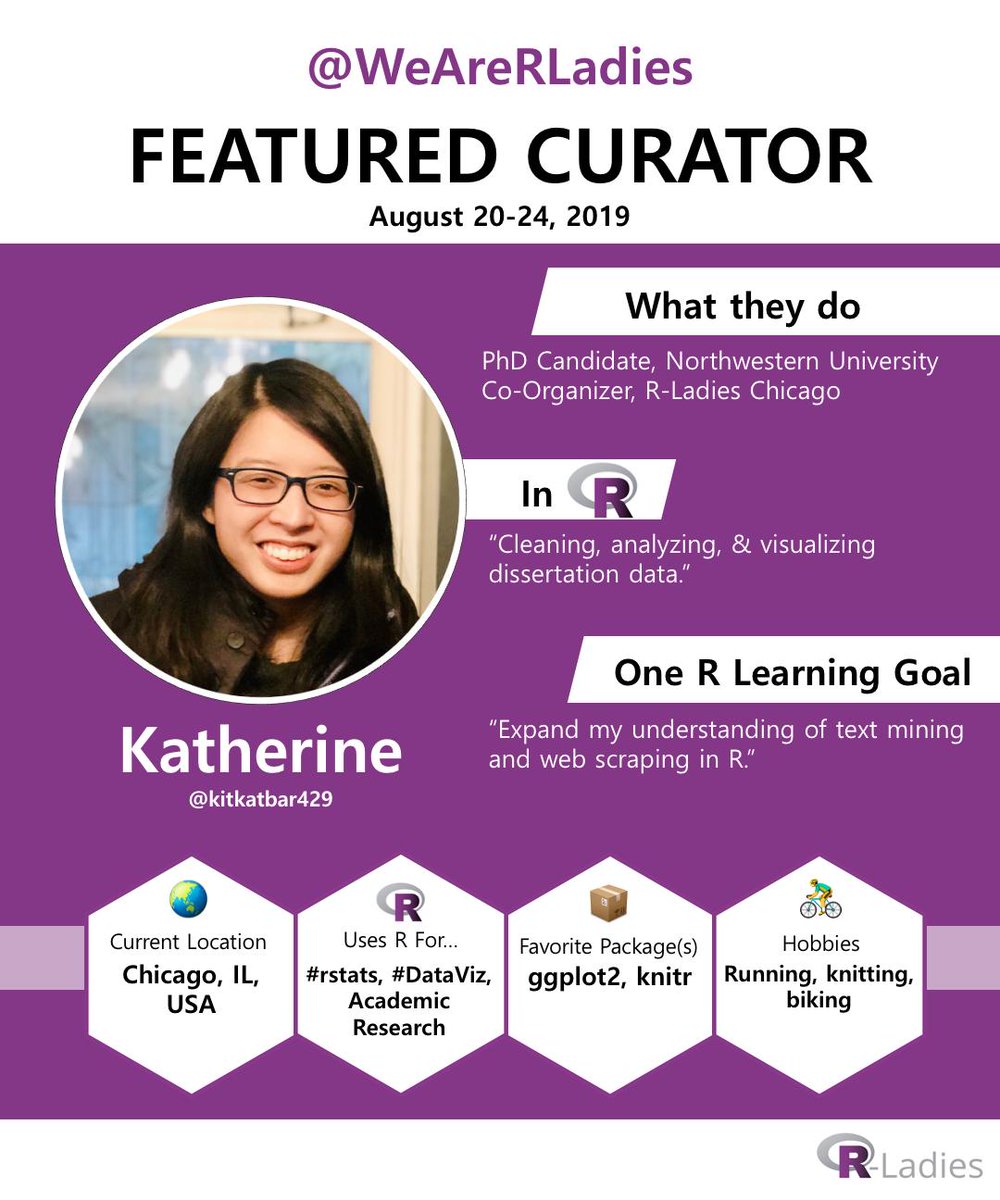 @WeAreRLadies
FEATURED CURATOR
August 20-24, 2019
What they do
PhD Candidate, Northwestern University
Co-Organizer, R-Ladies Chicago
In R
“Cleaning, analyzing, & visualizing
dissertation data.”
One R Learning Goal
“Expand my understanding of text mining
and web scraping in R.”
Katherine
@kitkatbar429
Current Location
Chicago, IL,
USA
R
Uses R For...
#rstats, #DataViz,
Academic
Research
Favorite Package(s)
ggplot2, knitr
Hobbies
Running, knitting,
biking
R-Ladies